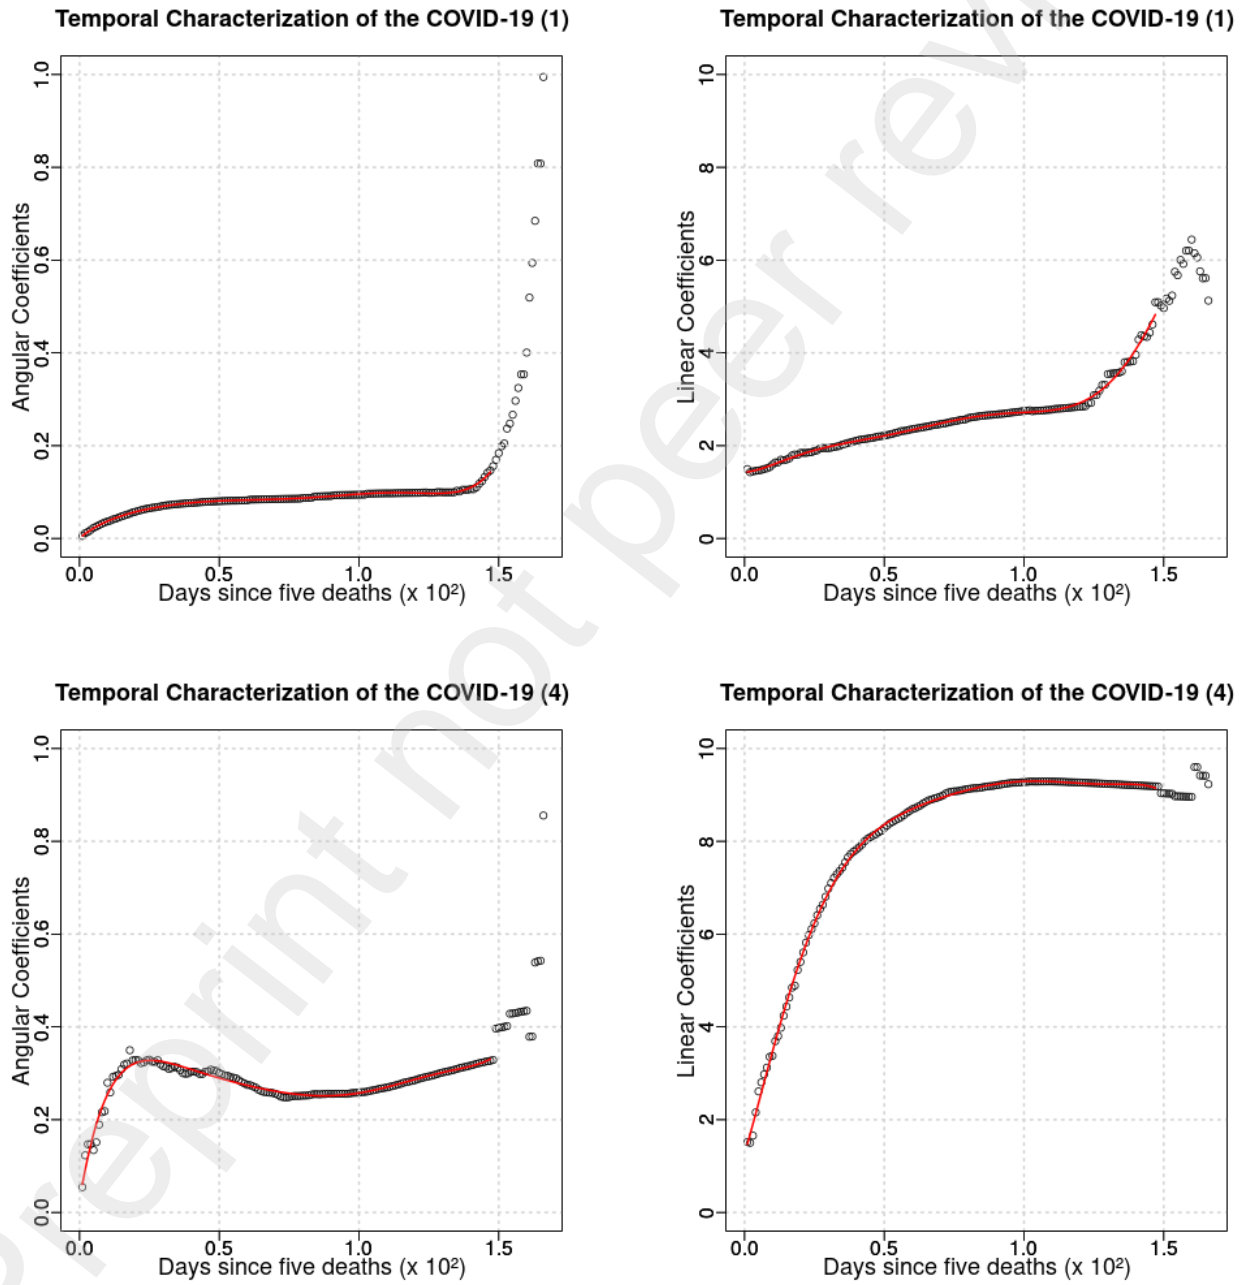 Temporal Characterization of the COVID-19 (1)
Angular Coefficients
1.0
0.8
0.6
0.4
0.2
0.0
0.0 0.5 1.0 1.5
Days since five deaths (x 10²)
Temporal Characterization of the COVID-19 (1)
Linear Coefficients
10
8
6
4
2
0
0.0 0.5 1.0 1.5
Days since five deaths (x 10²)
Temporal Characterization of the COVID-19 (4)
Angular Coefficients
1.0
0.8
0.6
0.4
0.2
0.0
0.0 0.5 1.0 1.5
Days since five deaths (x 10²)
Temporal Characterization of the COVID-19 (4)
Linear Coefficients
10
8
6
4
2
0
0.0 0.5 1.0 1.5
Days since five deaths (x 10²)
Preprint not peer revi